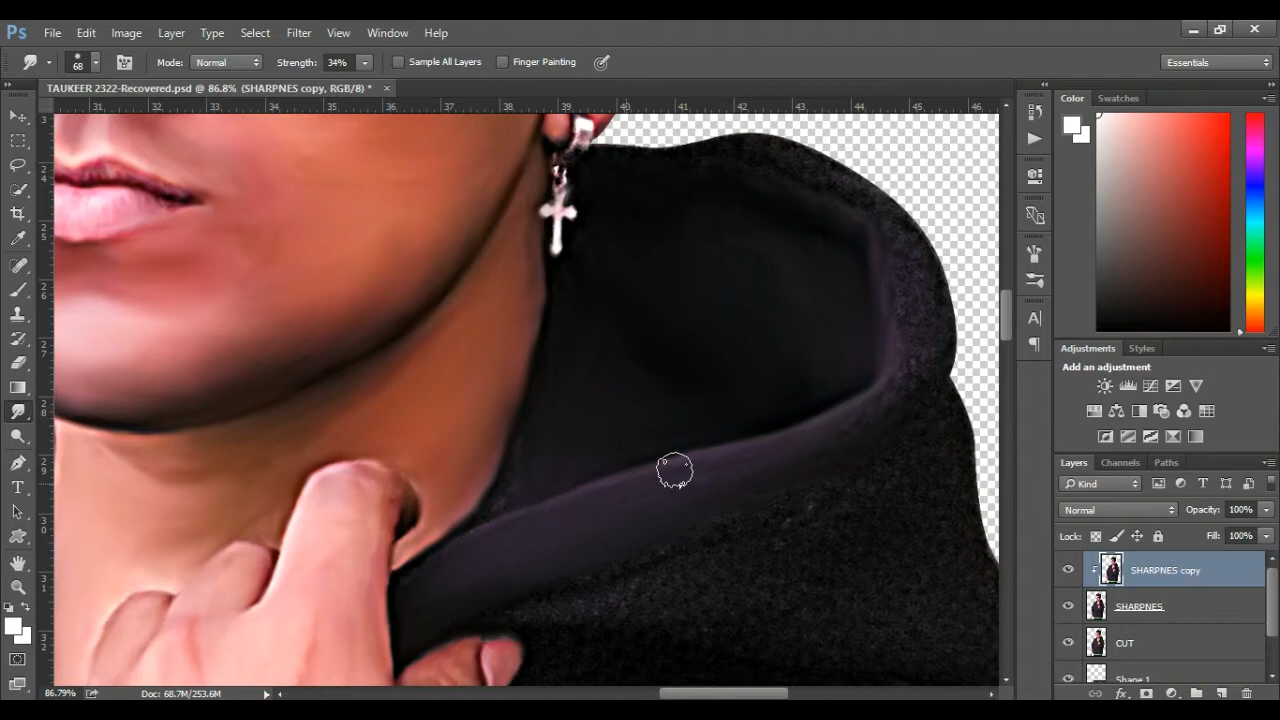 Ps File Edit Image Layer Type Select Filter View Window Help
68 Mode: Normal Strength: 34% Sample All Layers Finger Painting Essentials
TAUKEER 2322-Recovered.psd @ 86.8% (SHARPNES copy, RGB/8) * ×
31 32 33 34 35 36 37 38 39 40 41 42 43 44 45 46
Color Swatches
Adjustments Styles
Add an adjustment
Layers Channels Paths
Kind
Normal Opacity: 100%
Lock: Fill: 100%
SHARPNES copy
SHARPNES
CUT
Shape 1
86.79% Doc: 68.7M/253.6M